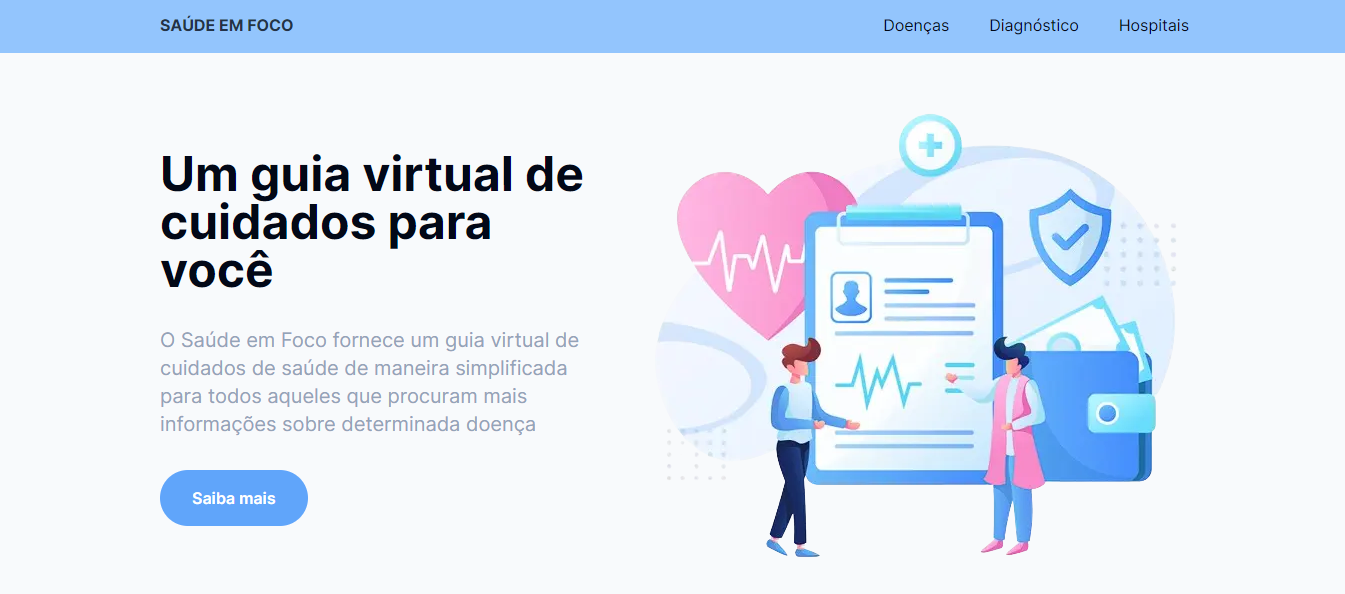 SAÚDE EM FOCO
Doenças
Diagnóstico
Hospitais
Um guia virtual de
cuidados para
você
O Saúde em Foco fornece um guia virtual de
cuidados de saúde de maneira simplificada
para todos aqueles que procuram mais
informações sobre determinada doença
Saiba mais